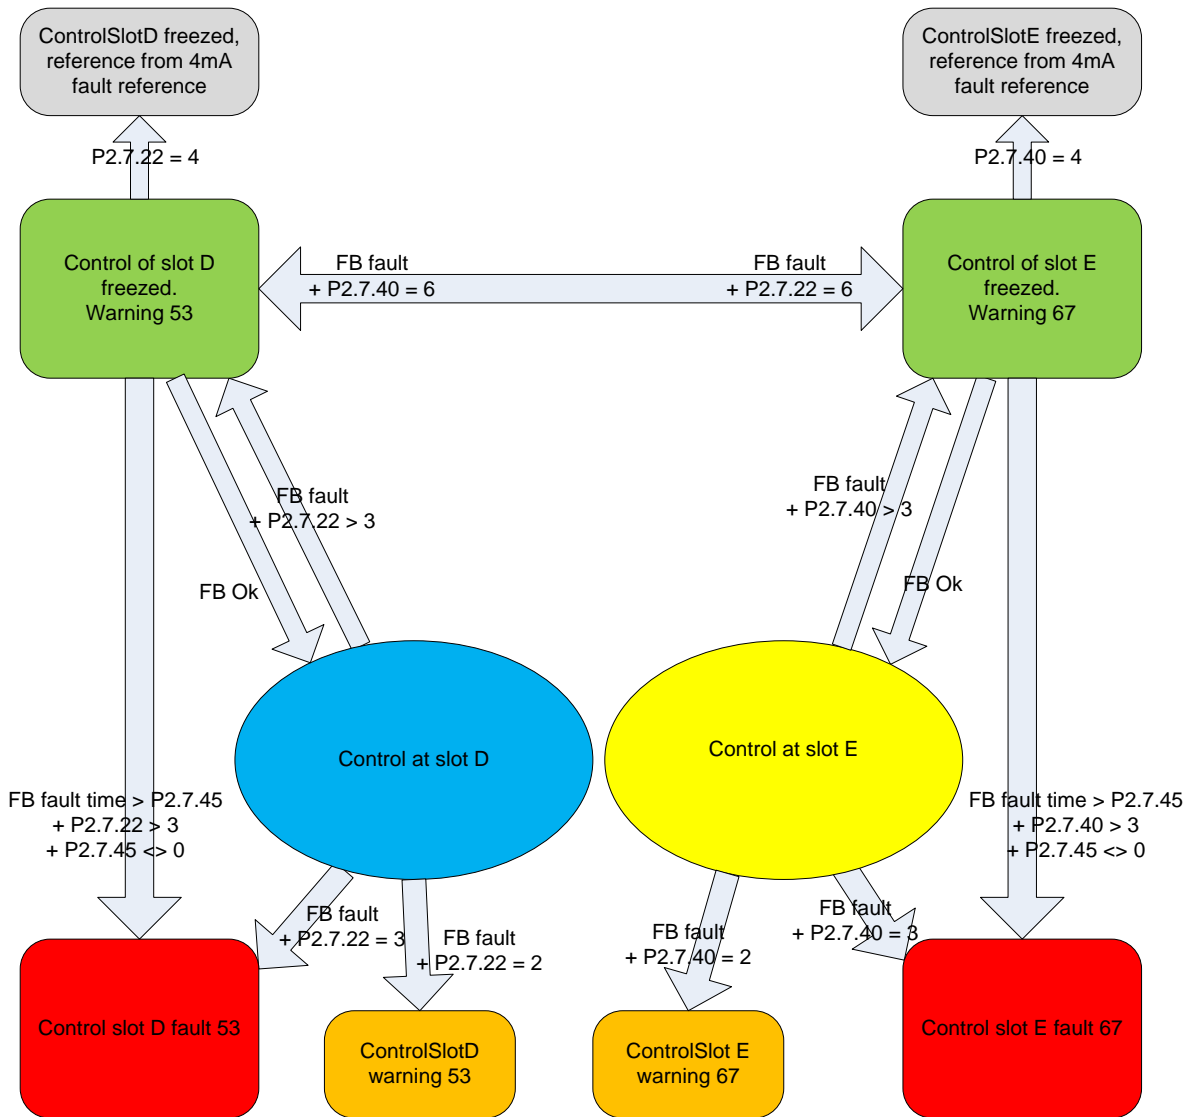 ControlSlotD freezed,
reference from 4mA
fault reference
ControlSlotE freezed,
reference from 4mA
fault reference
P2.7.22 = 4
P2.7.40 = 4
Control of slot D
freezed.
Warning 53
FB fault
+ P2.7.40 = 6
FB fault
+ P2.7.22 = 6
Control of slot E
freezed.
Warning 67
FB fault
+ P2.7.22 > 3
FB fault
+ P2.7.40 > 3
FB Ok
FB Ok
Control at slot D
Control at slot E
FB fault time > P2.7.45
+ P2.7.22 > 3
+ P2.7.45 <> 0
FB fault time > P2.7.45
+ P2.7.40 > 3
+ P2.7.45 <> 0
FB fault
+ P2.7.22 = 3
FB fault
+ P2.7.22 = 2
FB fault
+ P2.7.40 = 2
FB fault
+ P2.7.40 = 3
Control slot D fault 53
ControlSlotD
warning 53
ControlSlot E
warning 67
Control slot E fault 67